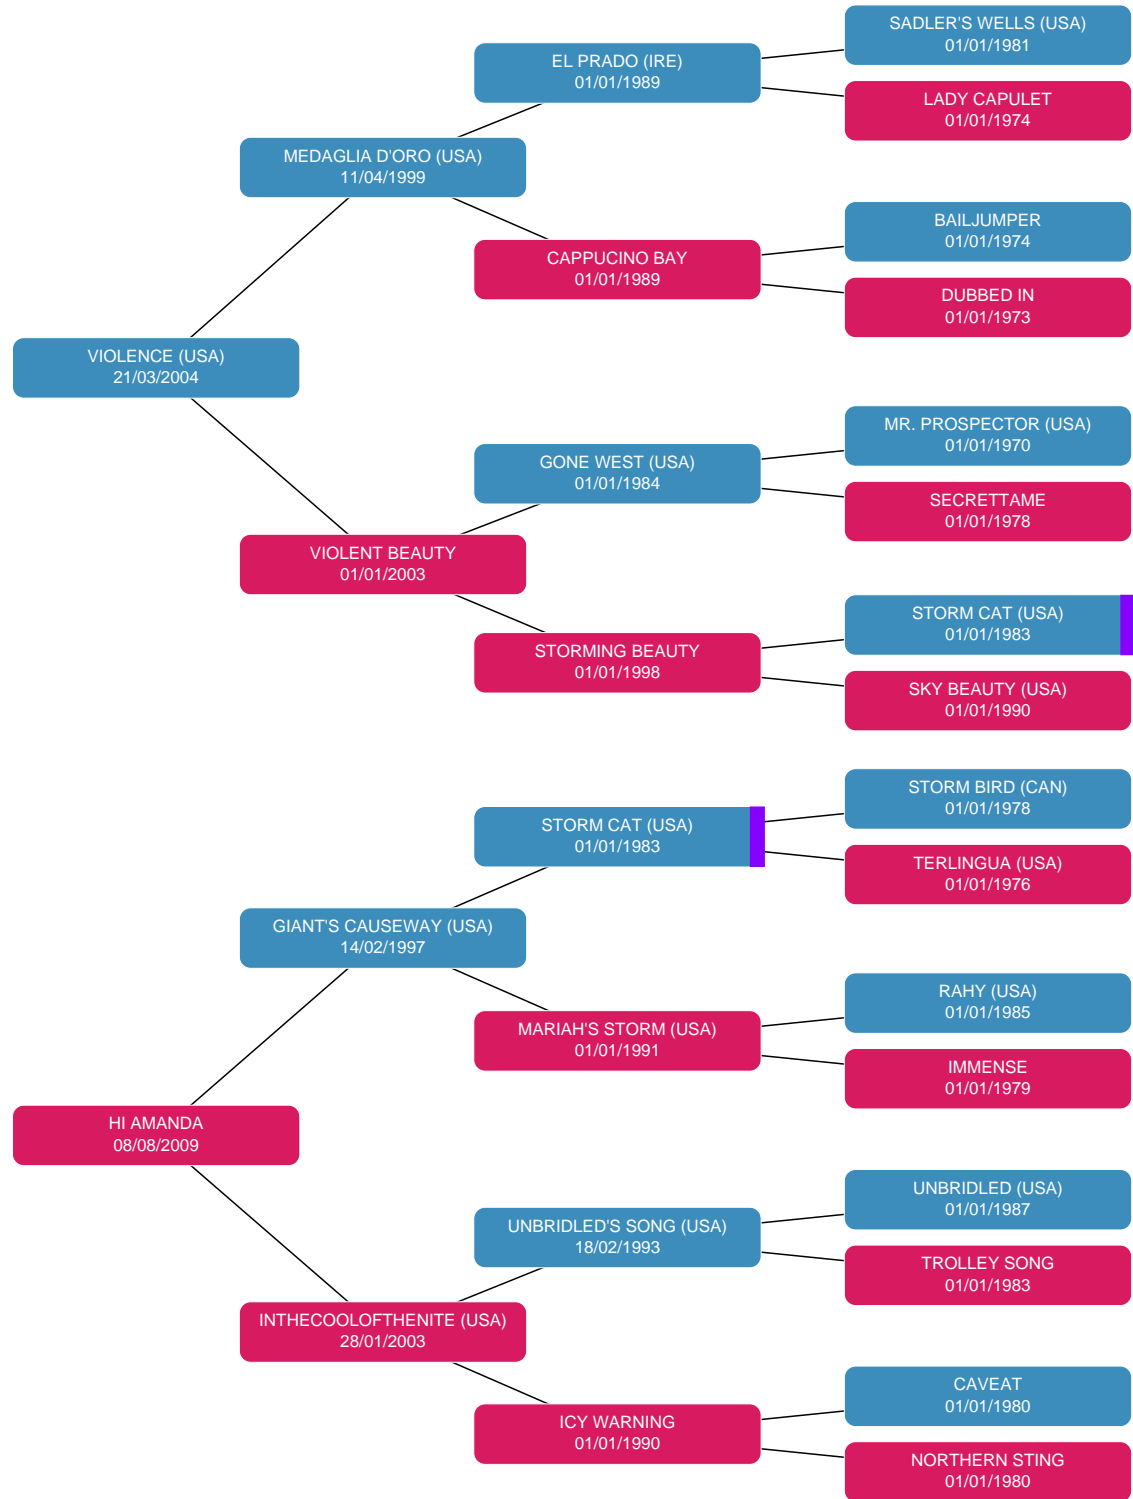 SADLER'S WELLS (USA)
01/01/1981
EL PRADO (IRE)
01/01/1989
LADY CAPULET
01/01/1974
MEDAGLIA D'ORO (USA)
11/04/1999
BAILJUMPER
01/01/1974
CAPPUCINO BAY
01/01/1989
DUBBED IN
01/01/1973
VIOLENCE (USA)
21/03/2004
MR. PROSPECTOR (USA)
01/01/1970
GONE WEST (USA)
01/01/1984
SECRETTAME
01/01/1978
VIOLENT BEAUTY
01/01/2003
STORM CAT (USA)
01/01/1983
STORMING BEAUTY
01/01/1998
SKY BEAUTY (USA)
01/01/1990
STORM BIRD (CAN)
01/01/1978
STORM CAT (USA)
01/01/1983
TERLINGUA (USA)
01/01/1976
GIANT'S CAUSEWAY (USA)
14/02/1997
RAHY (USA)
01/01/1985
MARIAH'S STORM (USA)
01/01/1991
IMMENSE
01/01/1979
HI AMANDA
08/08/2009
UNBRIDLED (USA)
01/01/1987
UNBRIDLED'S SONG (USA)
18/02/1993
TROLLEY SONG
01/01/1983
INTHECOOLOFTHENITE (USA)
28/01/2003
CAVEAT
01/01/1980
ICY WARNING
01/01/1990
NORTHERN STING
01/01/1980